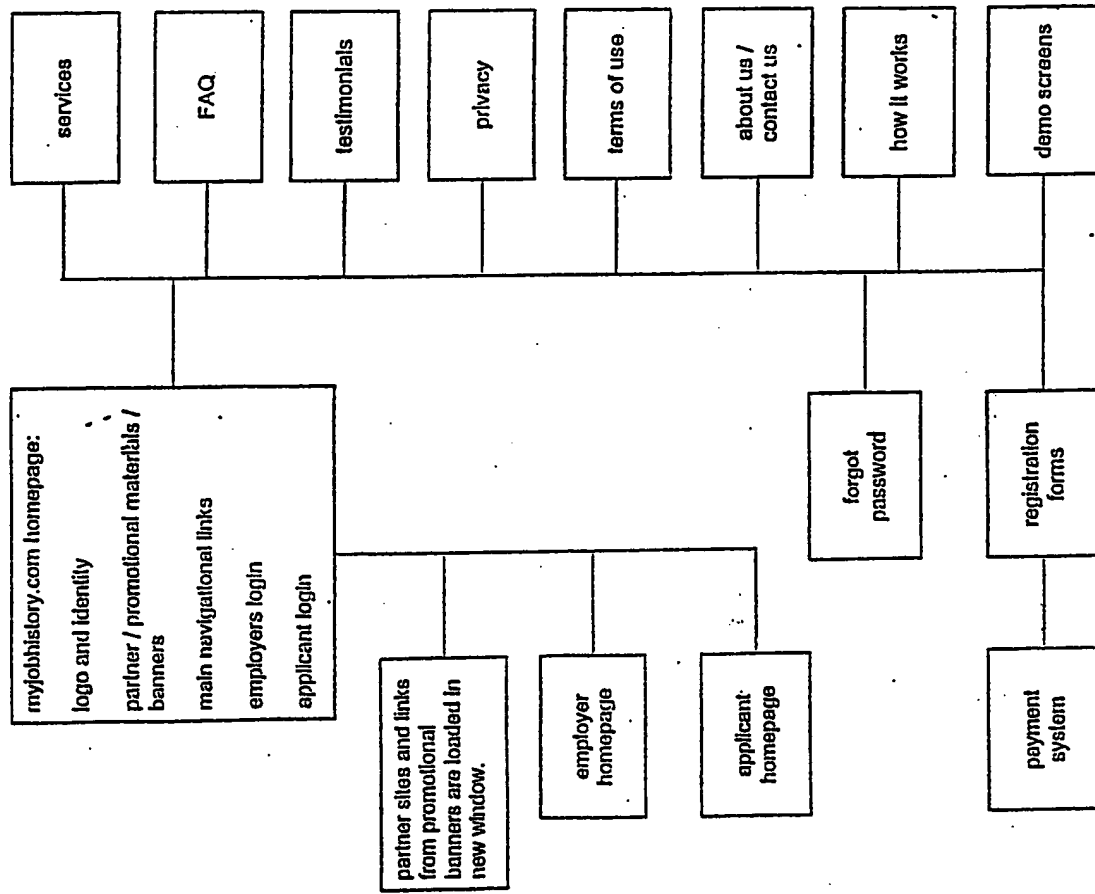 myjobhistory.com homepage:
logo and identity
partner / promotional materials /
banners
main navigational links
employers login
applicant login
services
FAQ
testimonials
privacy
terms of use
about us /
contact us
how it works
demo screens
partner sites and links
from promotional
banners are loaded in
new window.
employer
homepage
applicant
homepage
forgot
password
registration
forms
payment
system